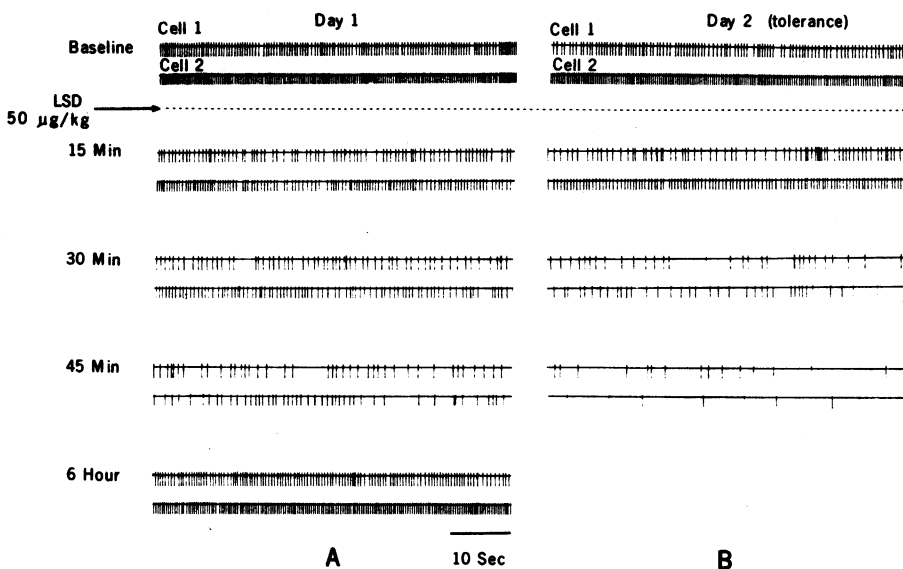 Day 1
Day 2 (tolerance)
Cell 1
Cell 1
Baseline
Cell 2
Cell 2
LSD
50 µg/kg
15 Min
30 Min
45 Min
6 Hour
A
10 Sec
B